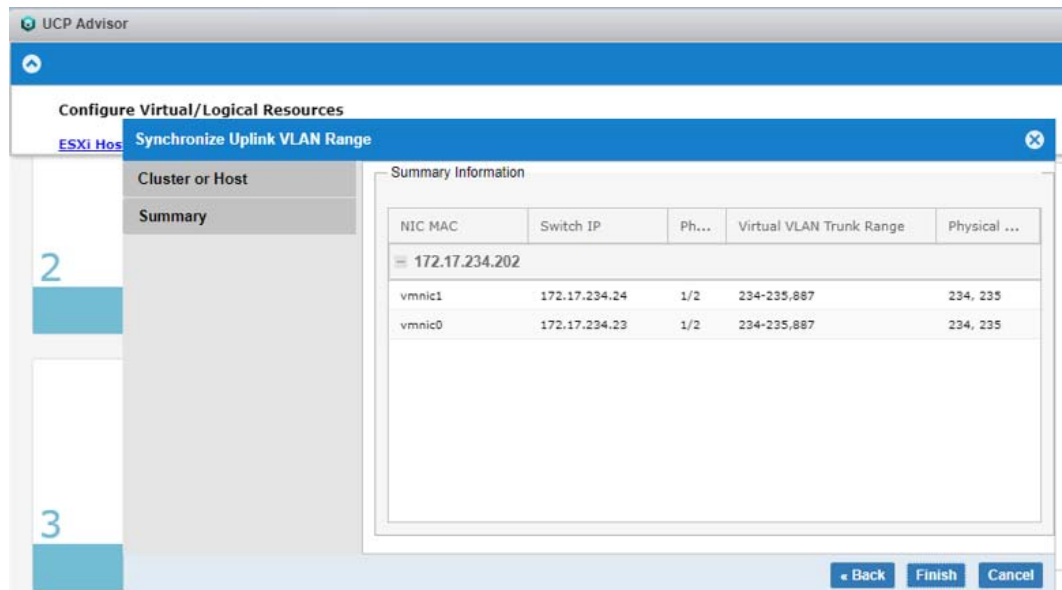 UCP Advisor
Configure Virtual/Logical Resources
ESXi Hos
Synchronize Uplink VLAN Range
Cluster or Host
Summary
Summary Information
NIC MAC Switch IP Ph... Virtual VLAN Trunk Range Physical ...
172.17.234.202
vmnic1 172.17.234.24 1/2 234-235,887 234, 235
vmnic0 172.17.234.23 1/2 234-235,887 234, 235
2
3
« Back Finish Cancel